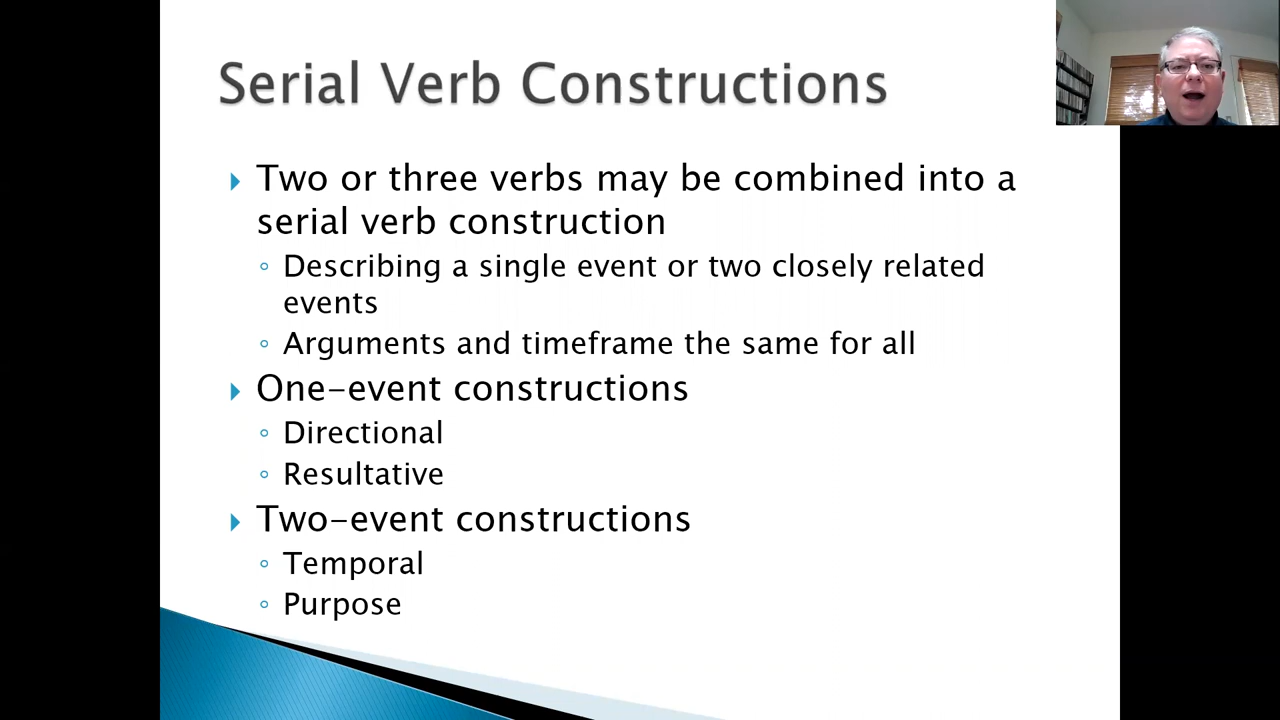 Serial Verb Constructions
Two or three verbs may be combined into a
serial verb construction
Describing a single event or two closely related
events
Arguments and timeframe the same for all
One-event constructions
Directional
Resultative
Two-event constructions
Temporal
Purpose